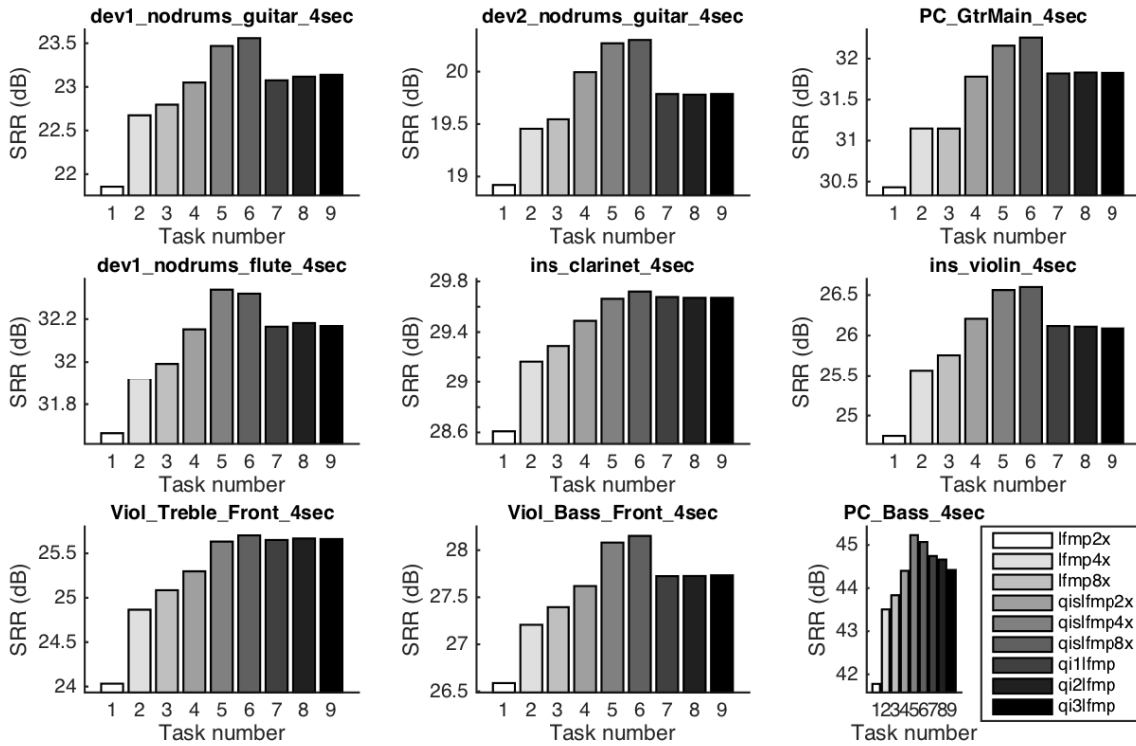 dev1_nodrums_guitar_4sec
SRR (dB)
23.5
23
22.5
22
1 2 3 4 5 6 7 8 9
Task number
dev2_nodrums_guitar_4sec
SRR (dB)
20
19.5
19
1 2 3 4 5 6 7 8 9
Task number
PC_GtrMain_4sec
SRR (dB)
32
31.5
31
30.5
1 2 3 4 5 6 7 8 9
Task number
dev1_nodrums_flute_4sec
SRR (dB)
32.2
32
31.8
1 2 3 4 5 6 7 8 9
Task number
ins_clarinet_4sec
SRR (dB)
29.8
29.4
29
28.6
1 2 3 4 5 6 7 8 9
Task number
ins_violin_4sec
SRR (dB)
26.5
26
25.5
25
1 2 3 4 5 6 7 8 9
Task number
Viol_Treble_Front_4sec
SRR (dB)
25.5
25
24.5
24
1 2 3 4 5 6 7 8 9
Task number
Viol_Bass_Front_4sec
SRR (dB)
28
27.5
27
26.5
1 2 3 4 5 6 7 8 9
Task number
PC_Bass_4sec
SRR (dB)
45
44
43
42
123456789
Task number
lfmp2x
lfmp4x
lfmp8x
qislfmp2x
qislfmp4x
qislfmp8x
qi1lfmp
qi2lfmp
qi3lfmp